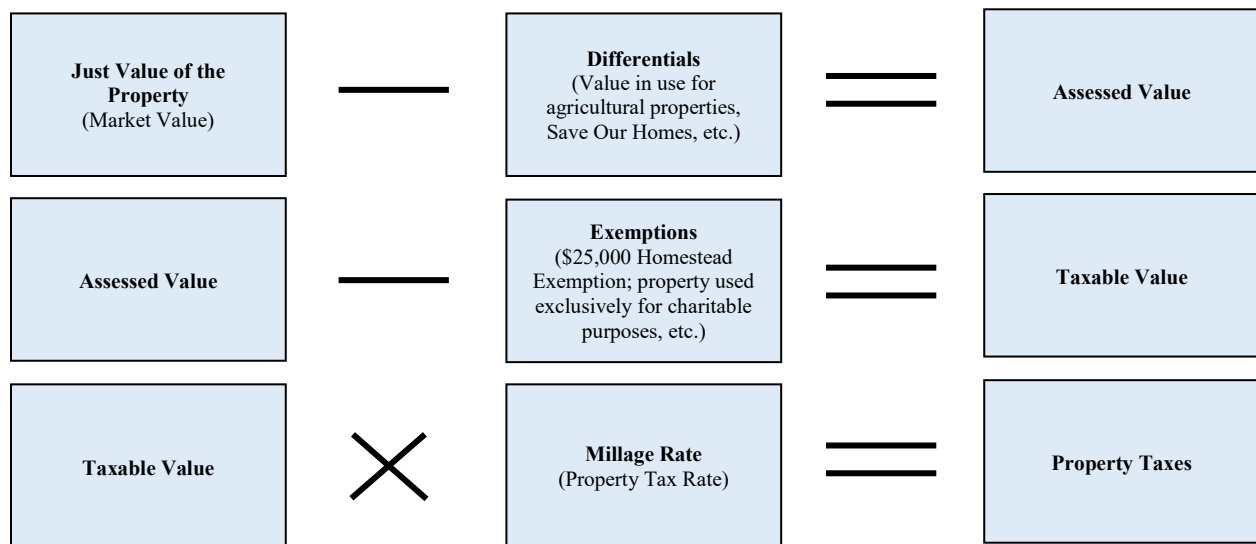 Just Value of the
Property
(Market Value)
Differentials
(Value in use for
agricultural properties,
Save Our Homes, etc.)
Assessed Value
Assessed Value
Exemptions
($25,000 Homestead
Exemption; property used
exclusively for charitable
purposes, etc.)
Taxable Value
Taxable Value
Millage Rate
(Property Tax Rate)
Property Taxes